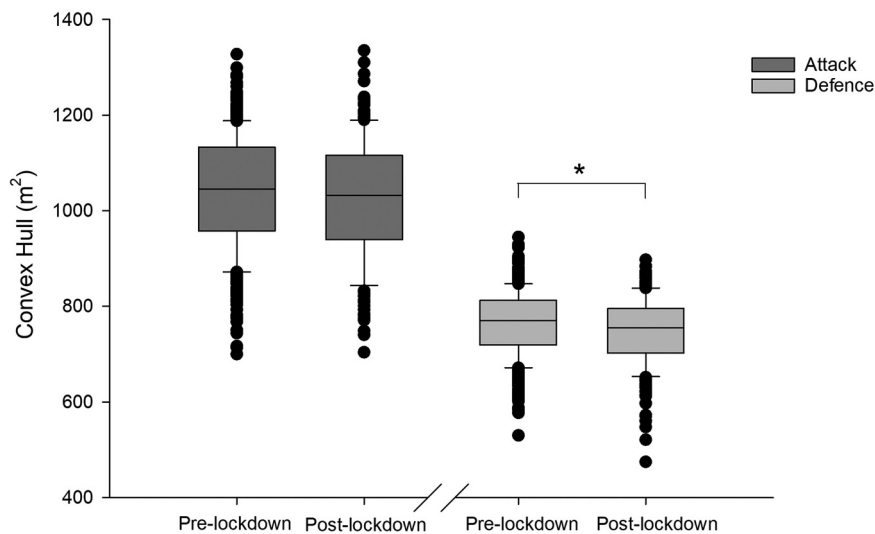 1400
1200
1000
800
600
400
Convex Hull (m²)
Attack
Defence
*
Pre-lockdown
Post-lockdown
Pre-lockdown
Post-lockdown